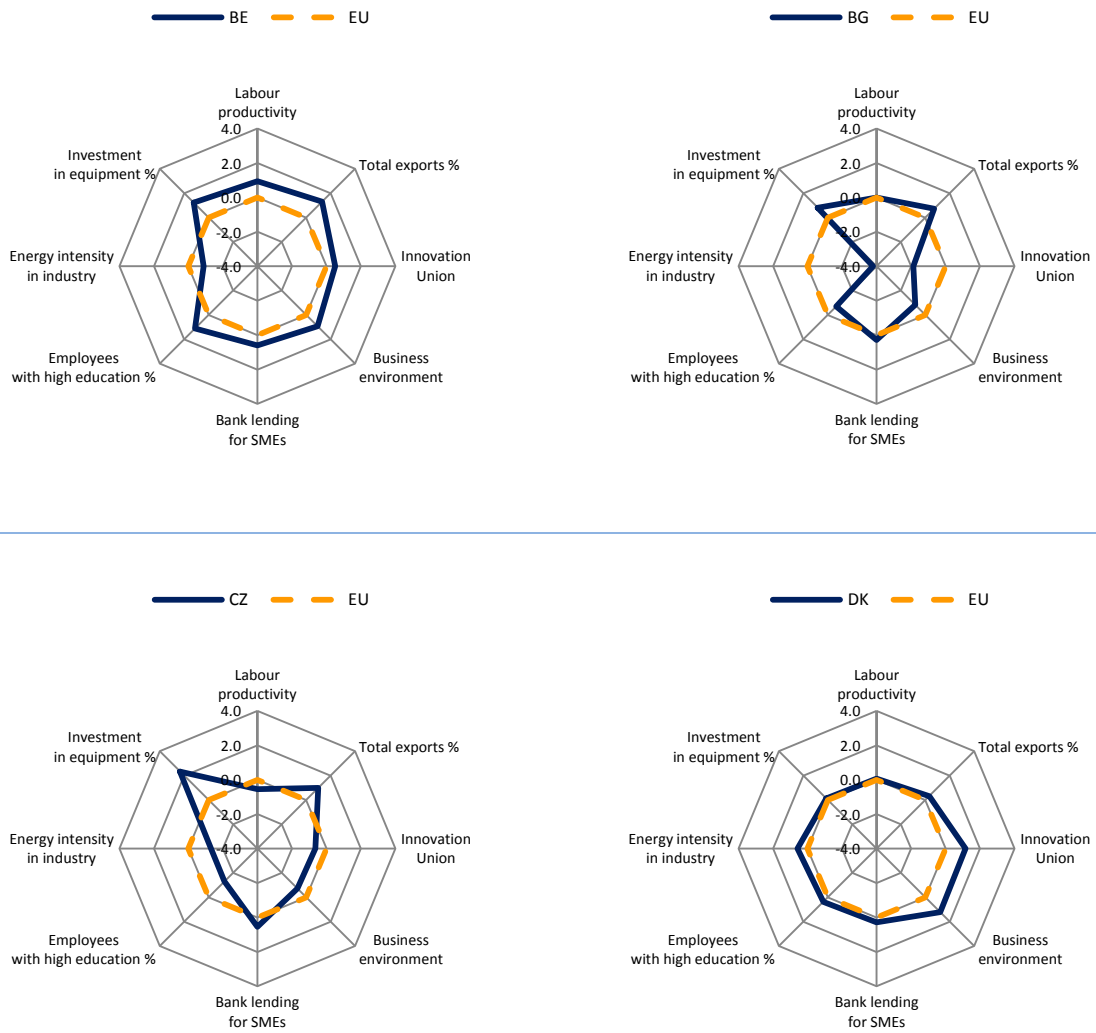 BE EU
Labour
productivity
4.0
2.0
0.0
-2.0
-4.0
Total exports %
Innovation
Union
Business
environment
Bank lending
for SMEs
Employees
with high education %
Energy intensity
in industry
Investment
in equipment %
BG EU
Labour
productivity
4.0
2.0
0.0
-2.0
-4.0
Total exports %
Innovation
Union
Business
environment
Bank lending
for SMEs
Employees
with high education %
Energy intensity
in industry
Investment
in equipment %
CZ EU
Labour
productivity
4.0
2.0
0.0
-2.0
-4.0
Total exports %
Innovation
Union
Business
environment
Bank lending
for SMEs
Employees
with high education %
Energy intensity
in industry
Investment
in equipment %
DK EU
Labour
productivity
4.0
2.0
0.0
-2.0
-4.0
Total exports %
Innovation
Union
Business
environment
Bank lending
for SMEs
Employees
with high education %
Energy intensity
in industry
Investment
in equipment %